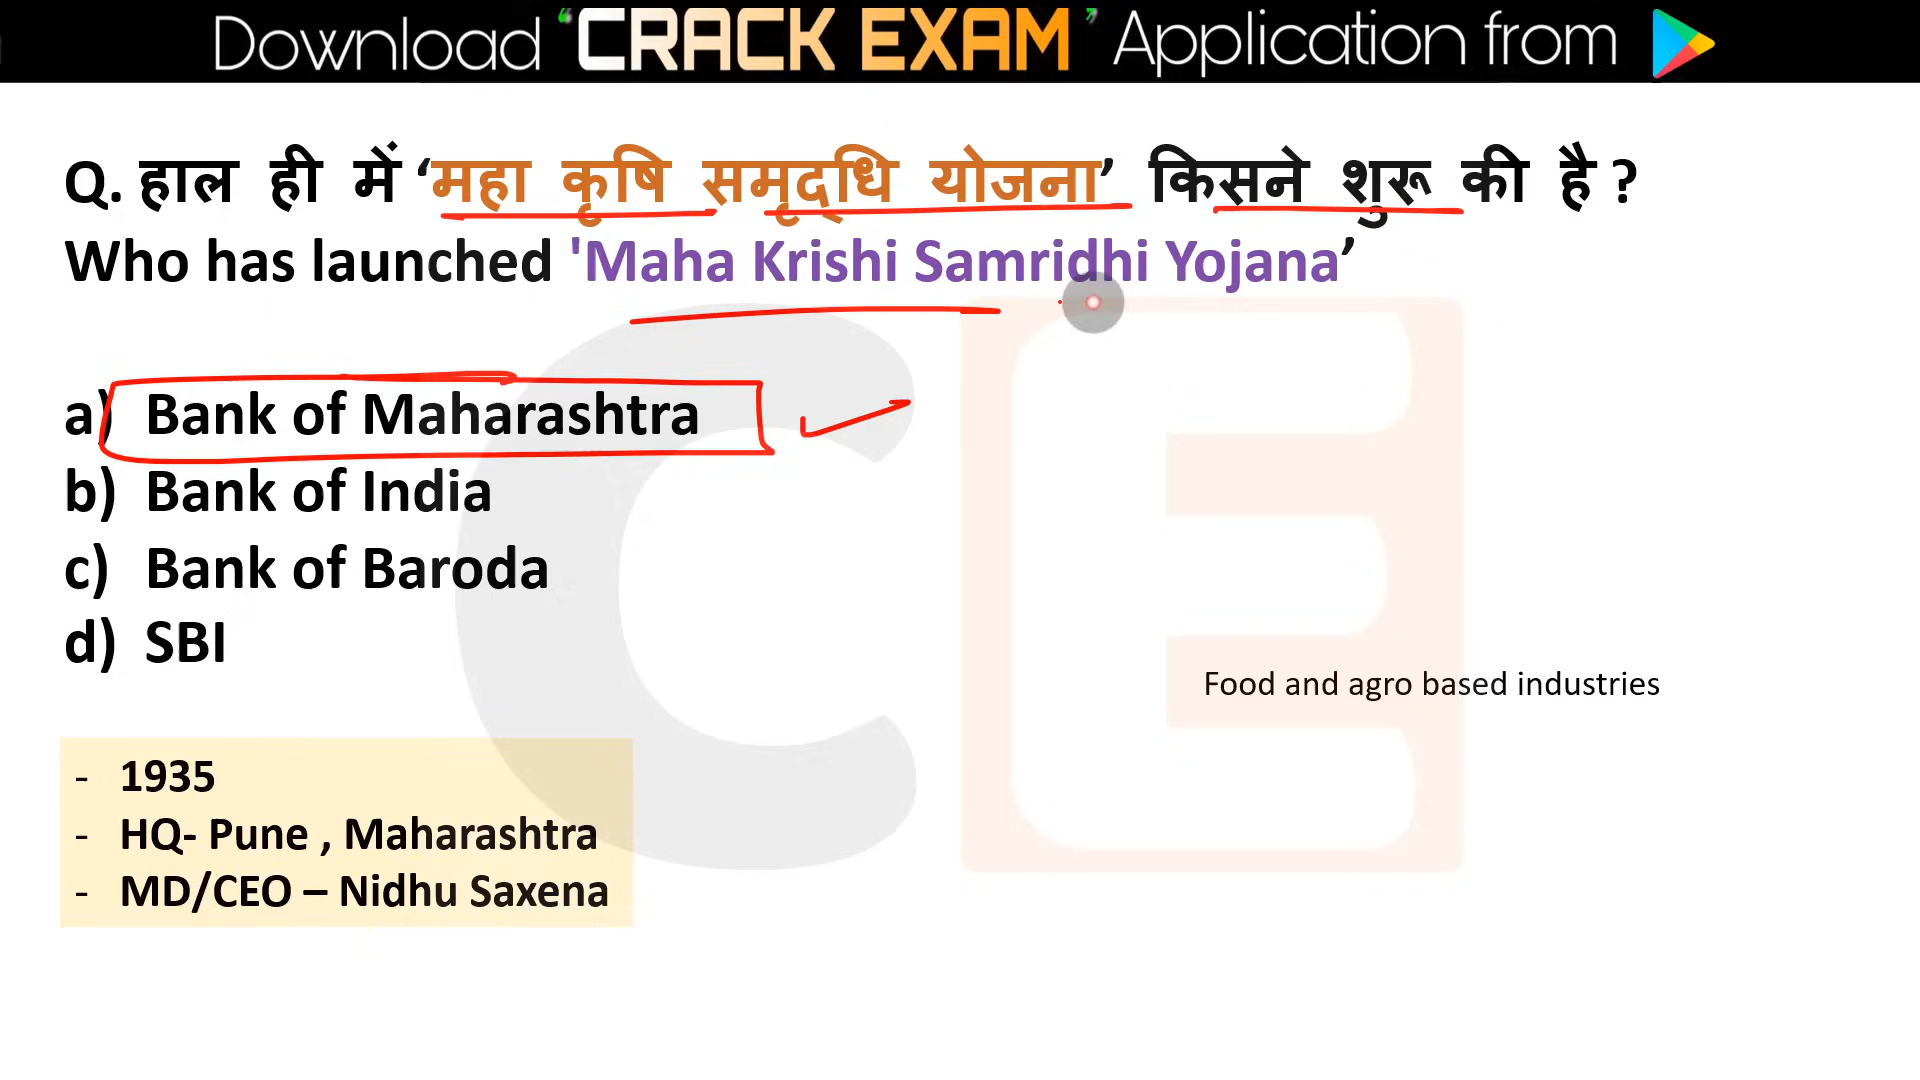 Download ‘CRACK EXAM’ Application from
Q. हाल ही में ‘महा कृषि समृद्धि योजना’ किसने शुरू की है ?
Who has launched 'Maha Krishi Samridhi Yojana’
a) Bank of Maharashtra
b) Bank of India
c) Bank of Baroda
d) SBI
Food and agro based industries
- 1935
- HQ- Pune , Maharashtra
- MD/CEO – Nidhu Saxena
CE